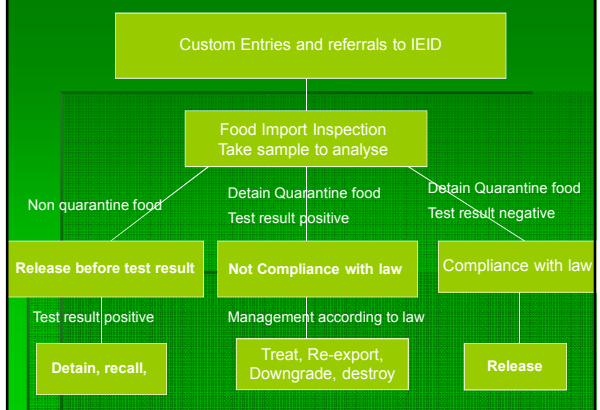 Custom Entries and referrals to IEID
Food Import Inspection
Take sample to analyse
Non quarantine food
Detain Quarantine food
Test result positive
Detain Quarantine food
Test result negative
Release before test result
Not Compliance with law
Compliance with law
Test result positive
Management according to law
Detain, recall,
Treat, Re-export,
Downgrade, destroy
Release